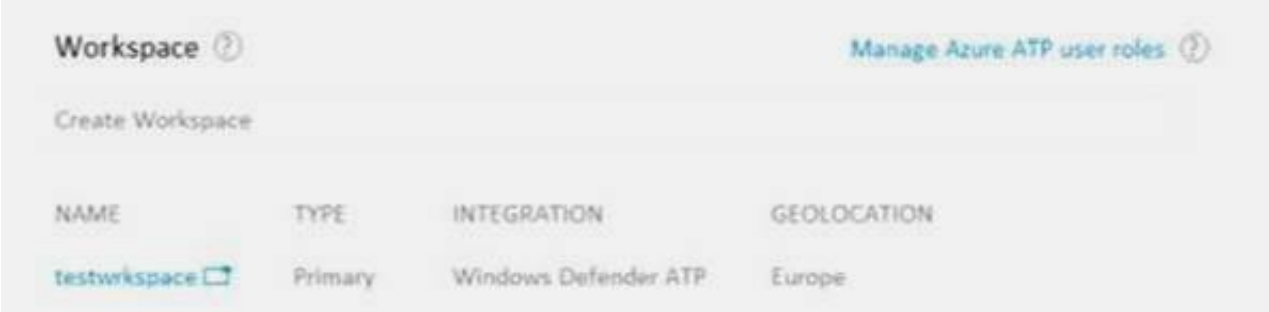 Workspace ? Manage Azure ATP user roles ?
Create Workspace
NAME TYPE INTEGRATION GEOLOCATION
testwrkspace Primary Windows Defender ATP Europe